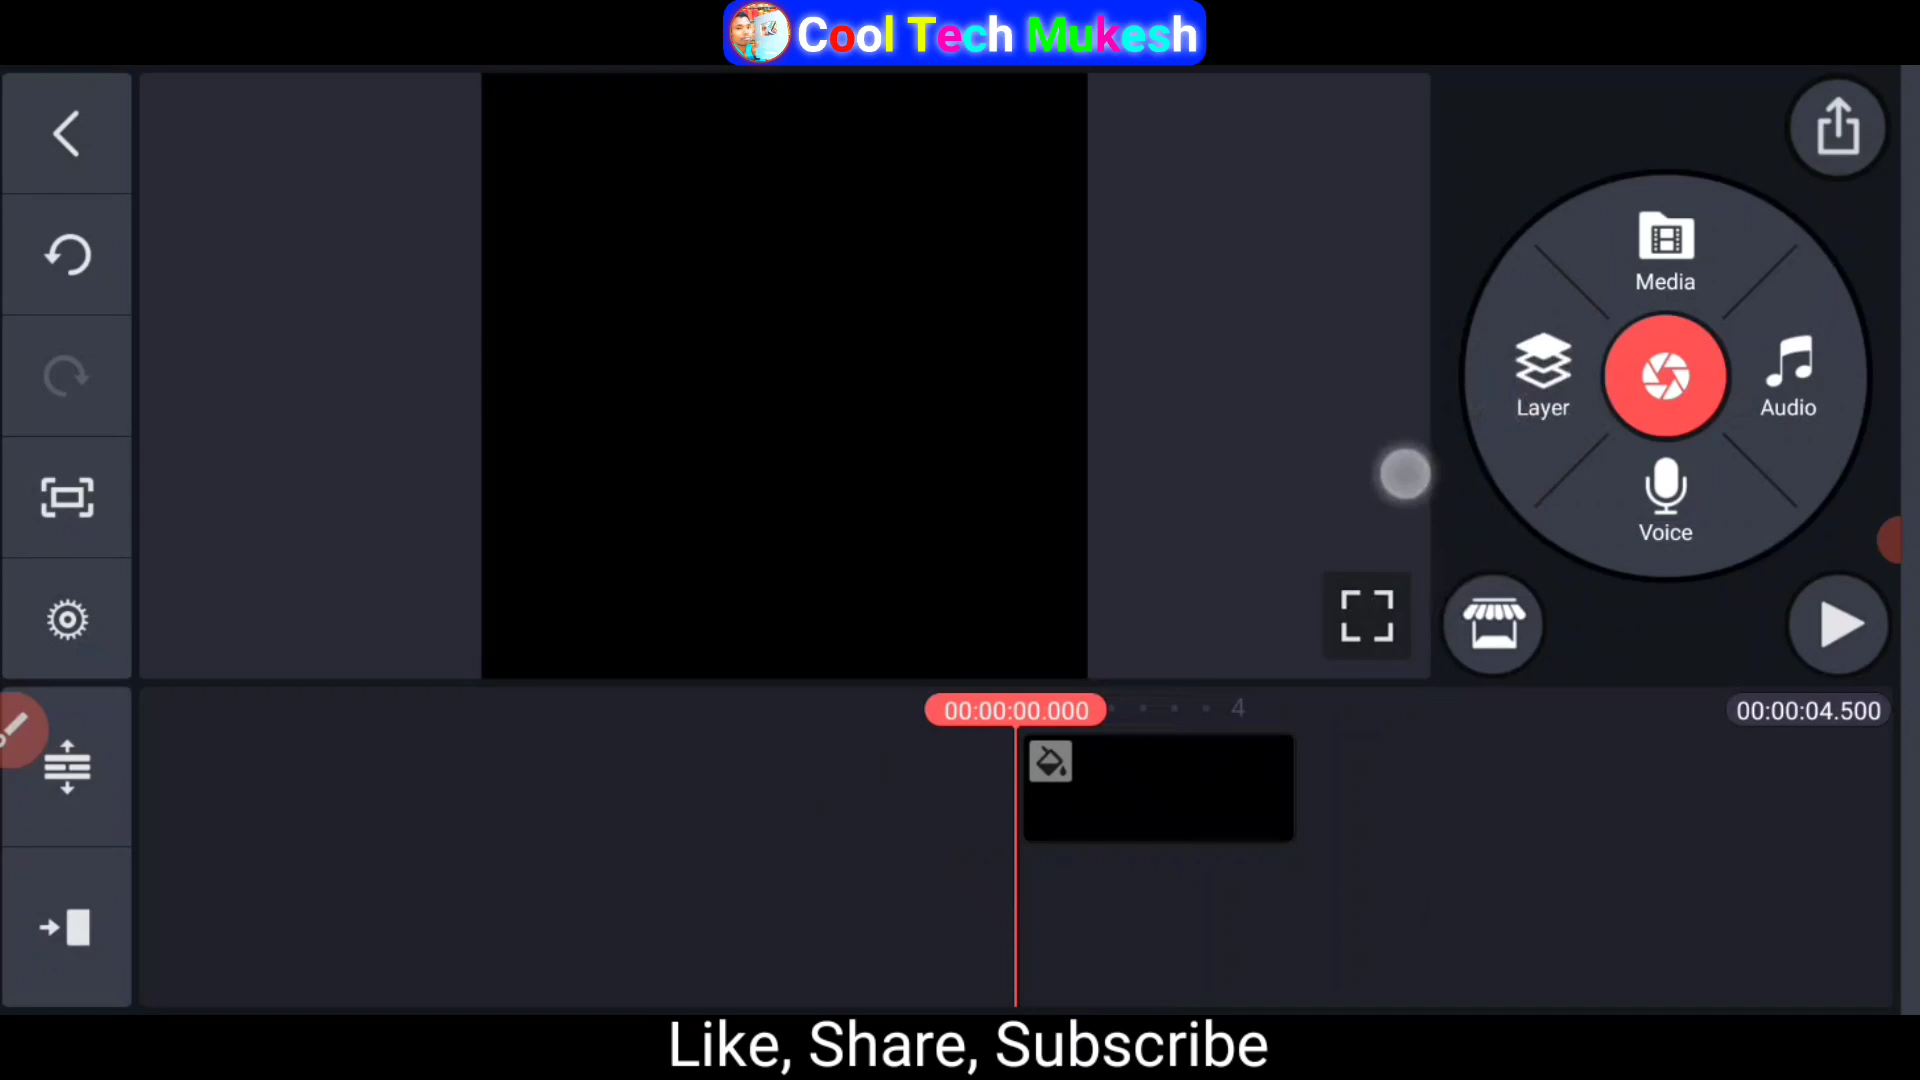 Cool Tech Mukesh
Media
Layer
Audio
Voice
00:00:00.000
4
00:00:04.500
Like, Share, Subscribe